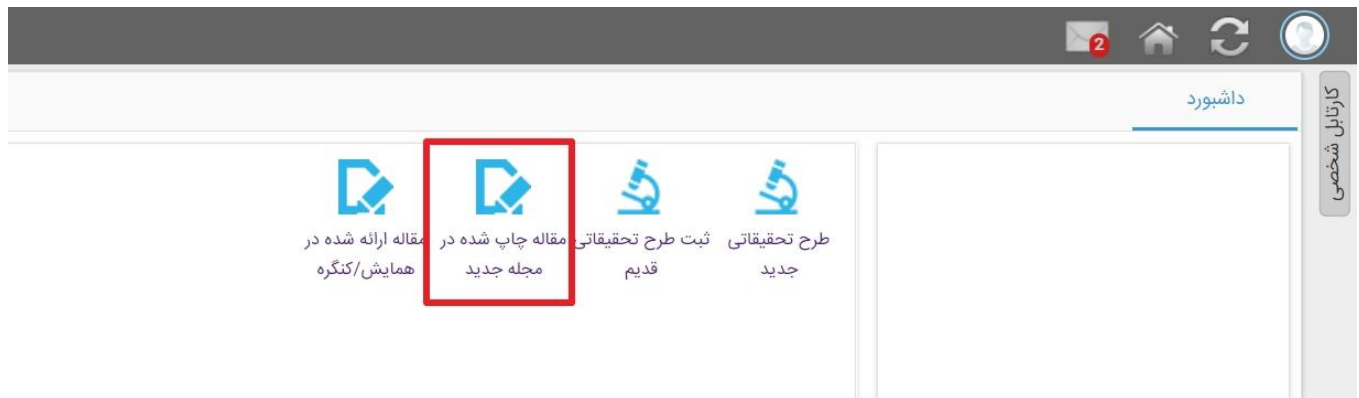 2
داشبورد
کارتابل شخصی
طرح تحقیقاتی
جدید
ثبت طرح تحقیقاتی
قدیم
مقاله چاپ شده در
مجله جدید
مقاله ارائه شده در
همایش/کنگره